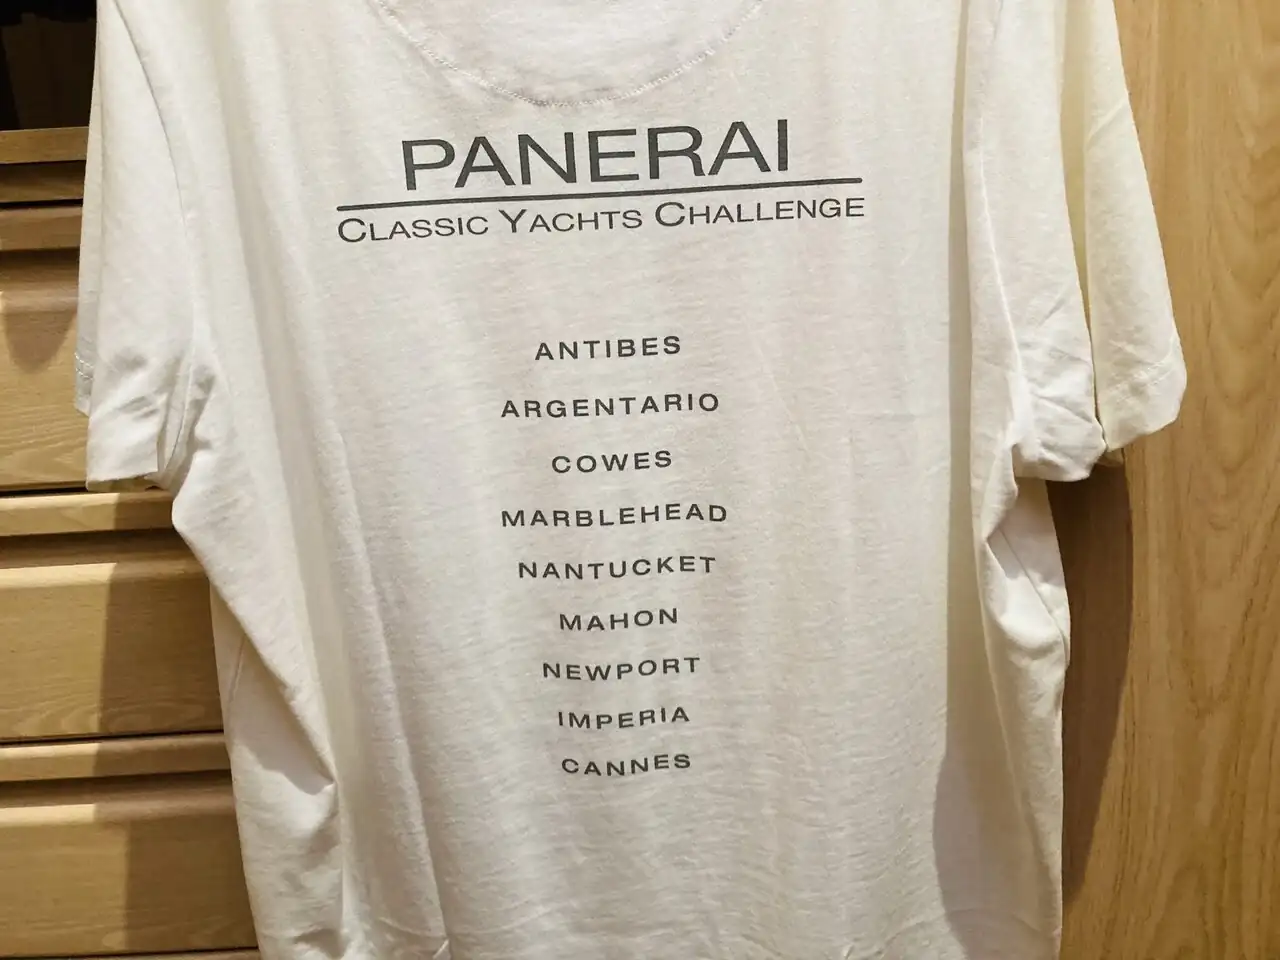 PANERAI
CLASSIC YACHTS CHALLENGE
ANTIBES
ARGENTARIO
COWES
MARBLEHEAD
NANTUCKET
MAHON
NEWPORT
IMPERIA
CANNES